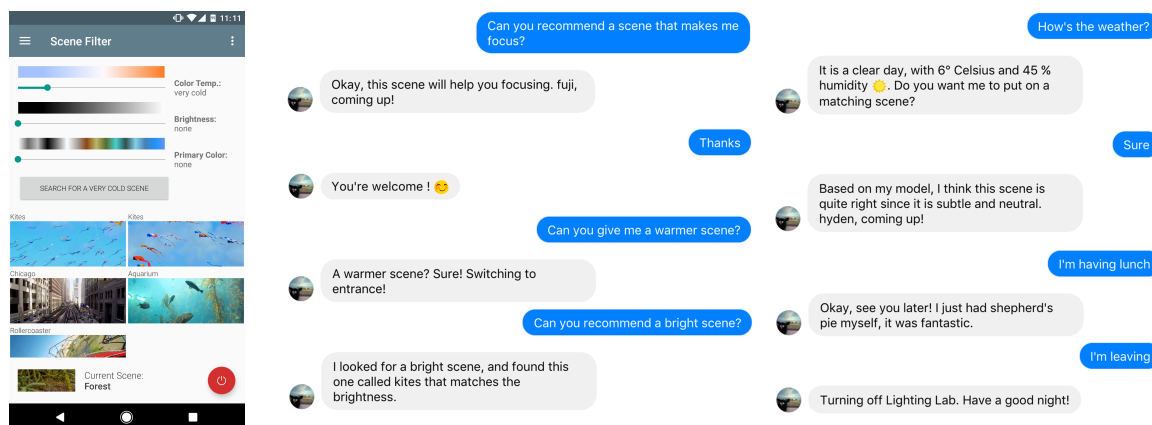 11:11
Scene Filter
Color Temp.:
very cold
Brightness:
none
Primary Color:
none
SEARCH FOR A VERY COLD SCENE
Kites
Kites
Chicago
Aquarium
Rollercoaster
Current Scene:
Forest
Can you recommend a scene that makes me
focus?
Okay, this scene will help you focusing. fuji,
coming up!
Thanks
You're welcome ! 😊
Can you give me a warmer scene?
A warmer scene? Sure! Switching to
entrance!
Can you recommend a bright scene?
I looked for a bright scene, and found this
one called kites that matches the
brightness.
How's the weather?
It is a clear day, with 6° Celsius and 45 %
humidity ☀️. Do you want me to put on a
matching scene?
Sure
Based on my model, I think this scene is
quite right since it is subtle and neutral.
hyden, coming up!
I'm having lunch
Okay, see you later! I just had shepherd's
pie myself, it was fantastic.
I'm leaving
Turning off Lighting Lab. Have a good night!